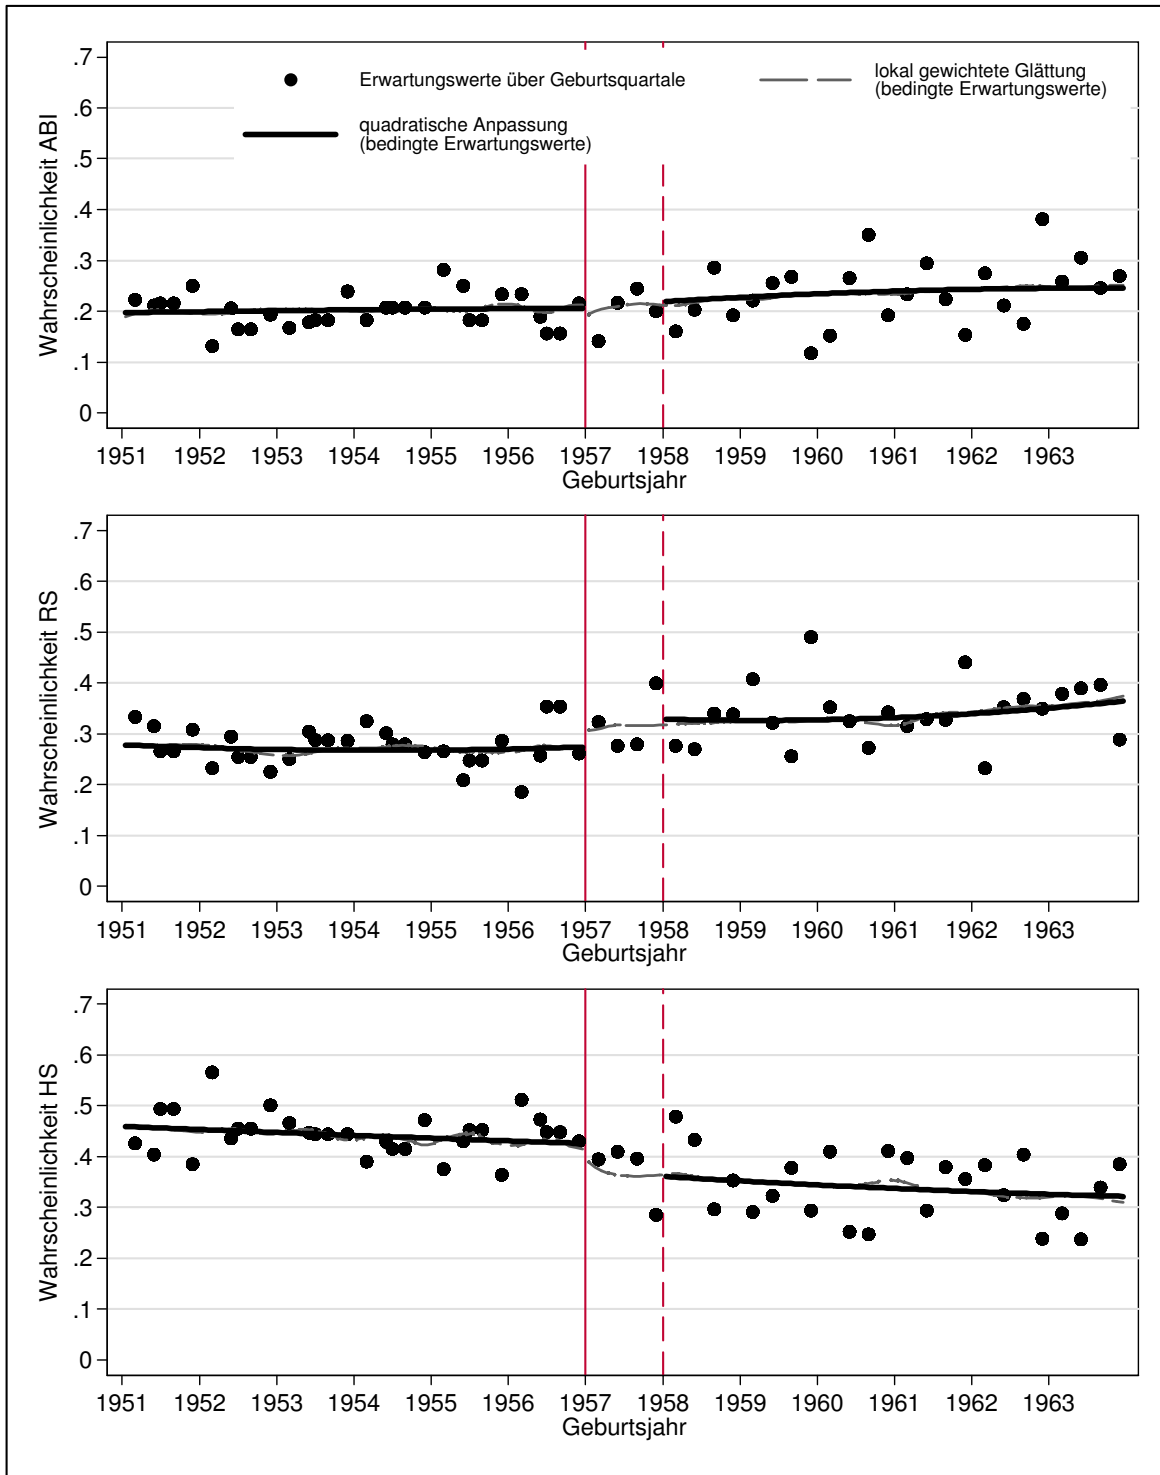 .7
.6
.5
.4
.3
.2
.1
0
Wahrscheinlichkeit ABI
Erwartungswerte über Geburtsquartale
lokal gewichtete Glättung
(bedingte Erwartungswerte)
quadratische Anpassung
(bedingte Erwartungswerte)
1951 1952 1953 1954 1955 1956 1957 1958 1959 1960 1961 1962 1963
Geburtsjahr
.7
.6
.5
.4
.3
.2
.1
0
Wahrscheinlichkeit RS
1951 1952 1953 1954 1955 1956 1957 1958 1959 1960 1961 1962 1963
Geburtsjahr
.7
.6
.5
.4
.3
.2
.1
0
Wahrscheinlichkeit HS
1951 1952 1953 1954 1955 1956 1957 1958 1959 1960 1961 1962 1963
Geburtsjahr